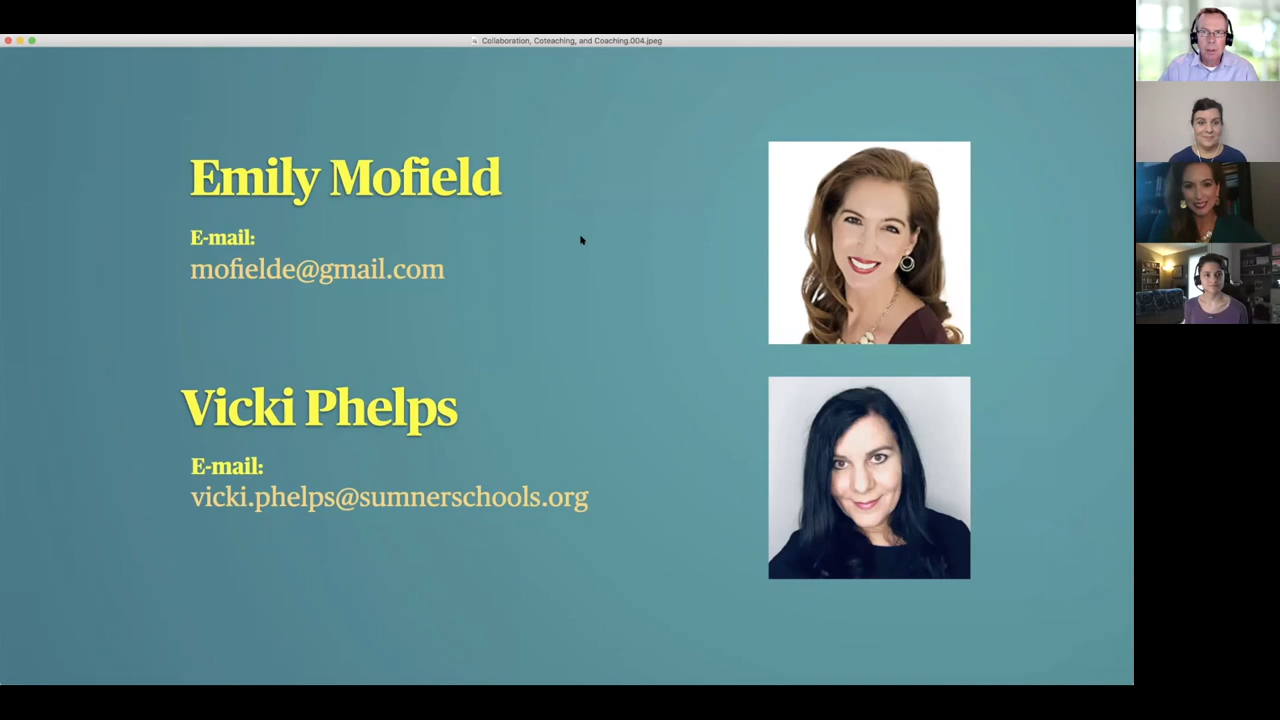 Collaboration, Coteaching, and Coaching.004.jpeg
Emily Mofield
E-mail:
mofielde@gmail.com
Vicki Phelps
E-mail:
vicki.phelps@sumnerschools.org